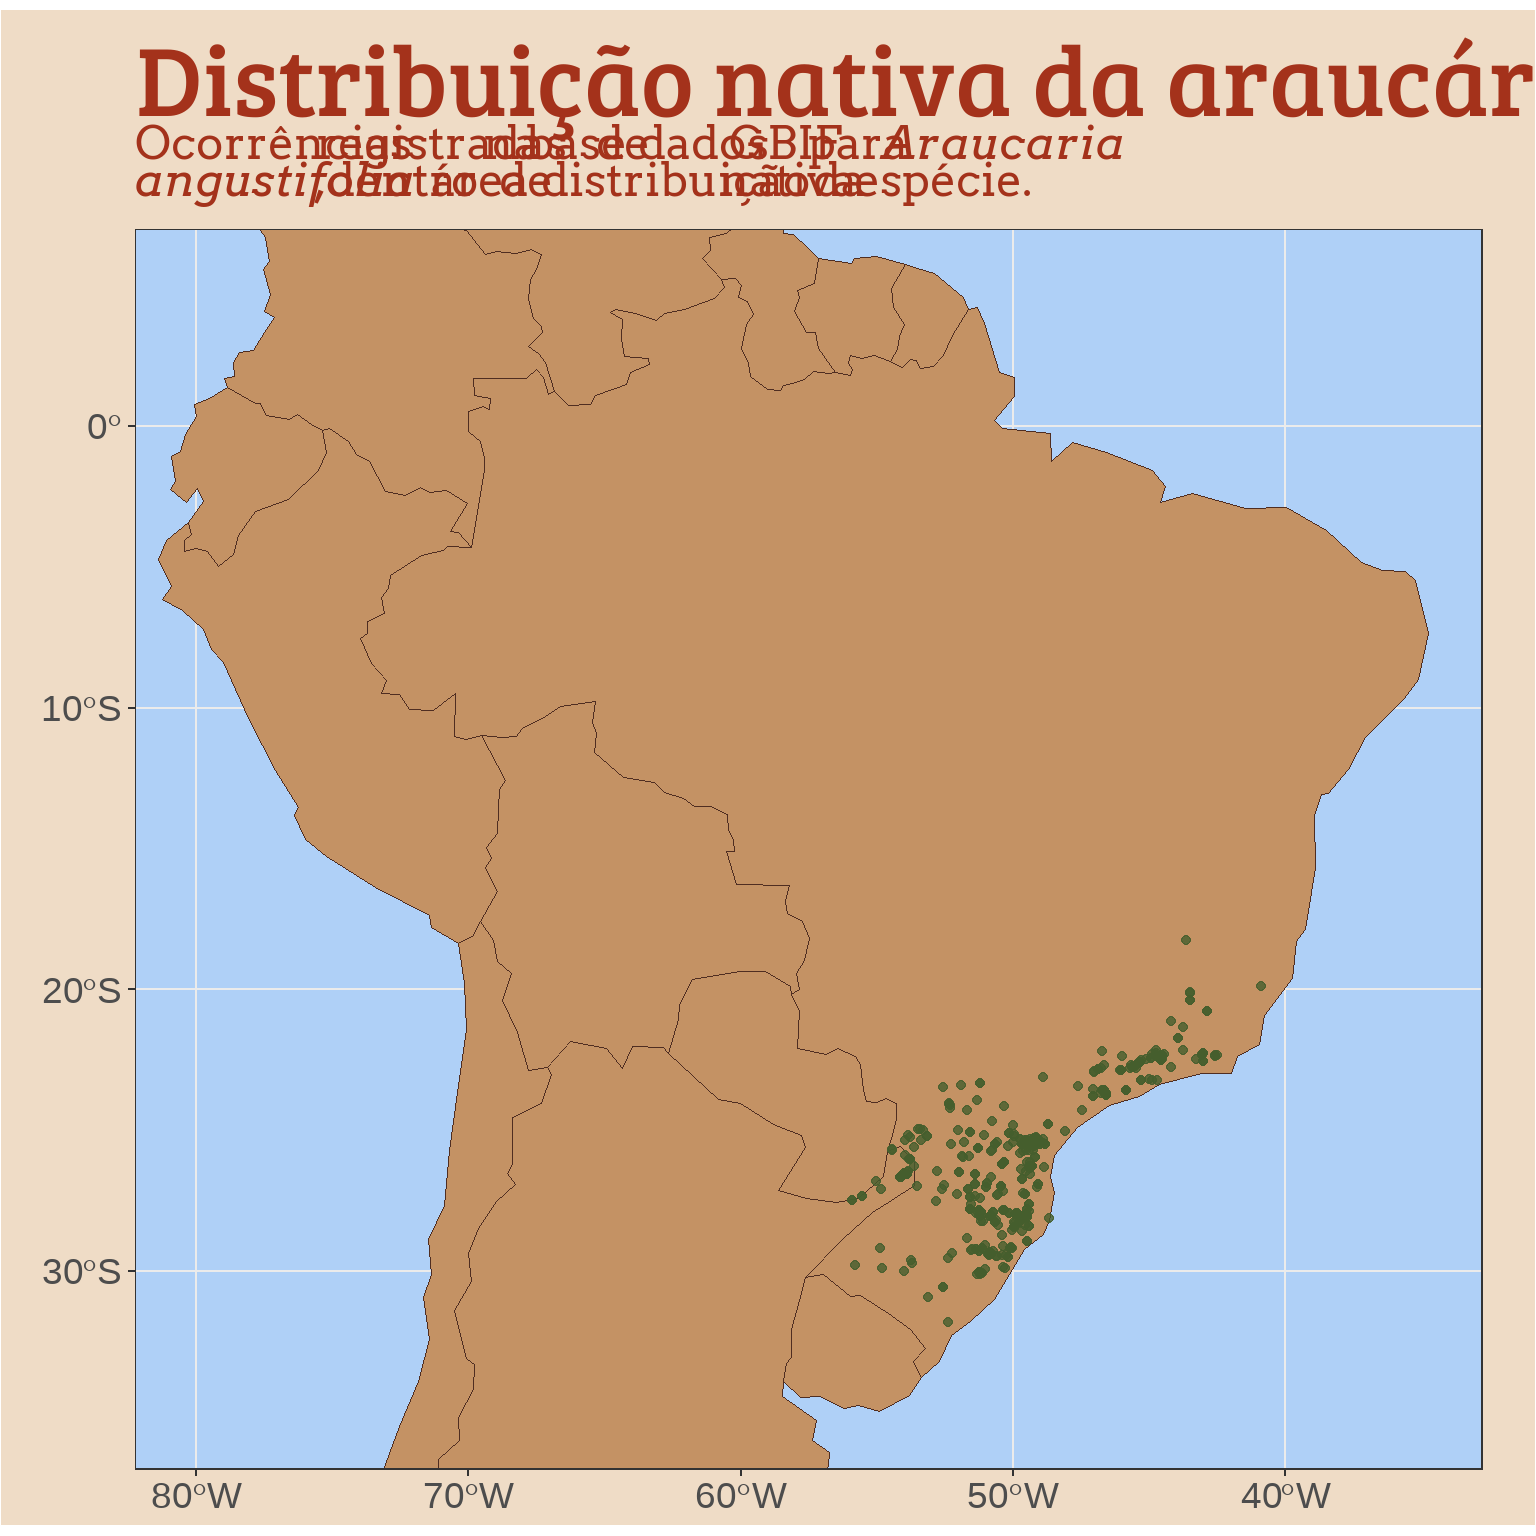 Distribuição nativa da araucár
Ocorrências registradas na base de dados GBIF para Araucaria
angustifolia, dentro da área de distribuição nativa da espécie.
0°
10°S
20°S
30°S
80°W
70°W
60°W
50°W
40°W